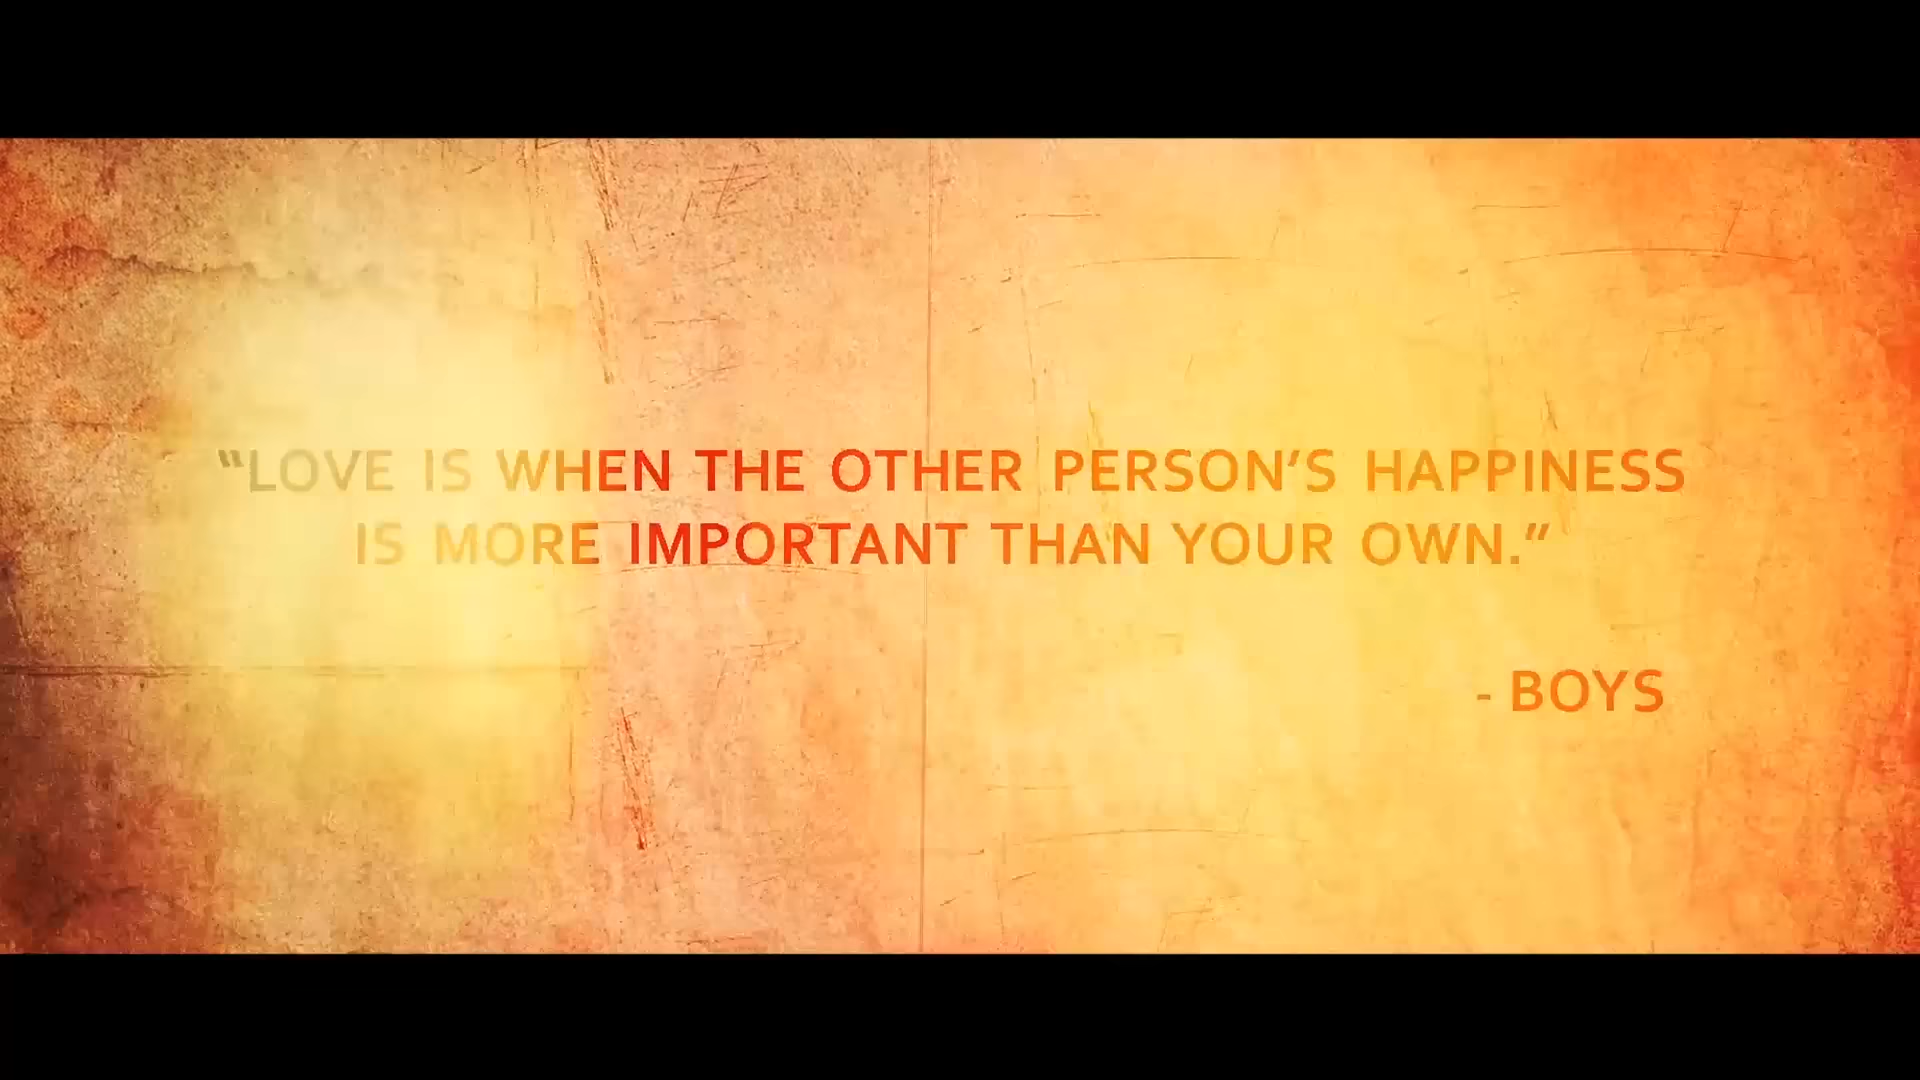 “LOVE IS WHEN THE OTHER PERSON’S HAPPINESS
IS MORE IMPORTANT THAN YOUR OWN.”
- BOYS